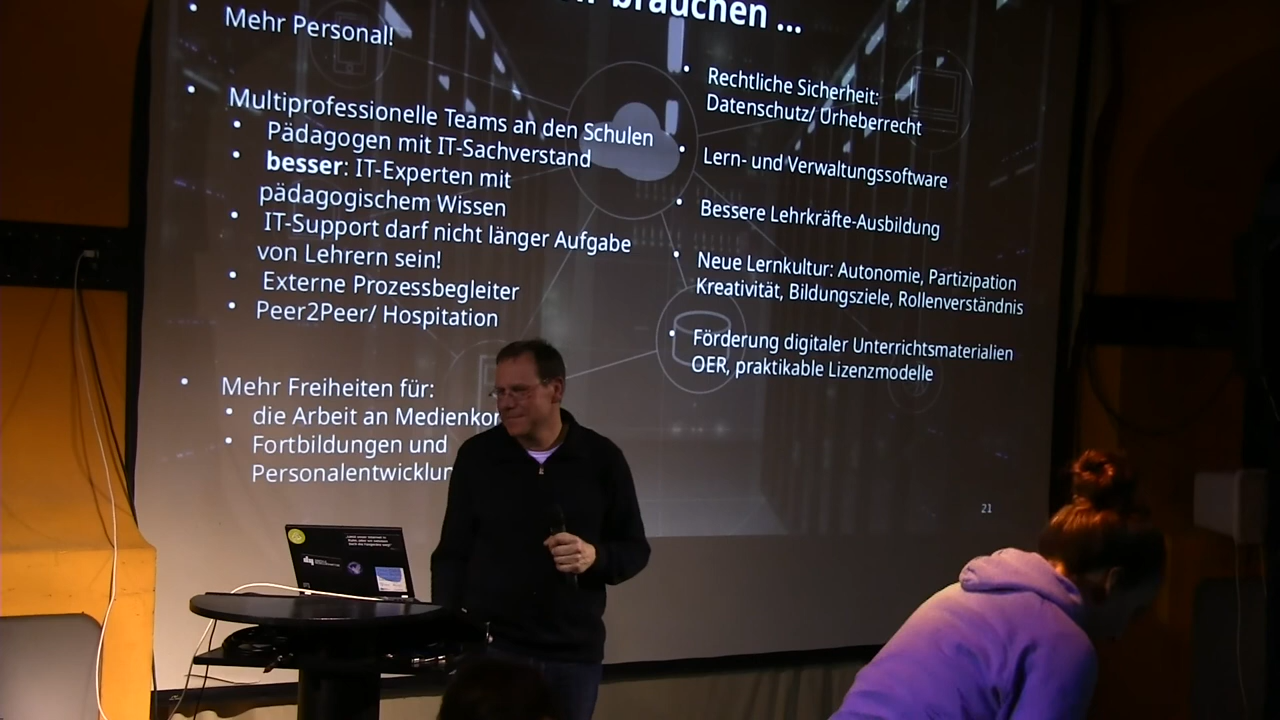 brauchen ...
Mehr Personal!
Multiprofessionelle Teams an den Schulen
Pädagogen mit IT-Sachverstand
besser: IT-Experten mit
pädagogischem Wissen
IT-Support darf nicht länger Aufgabe
von Lehrern sein!
Externe Prozessbegleiter
Peer2Peer/ Hospitation
Mehr Freiheiten für:
die Arbeit an
Fortbildungen und
Rechtliche Sicherheit:
Datenschutz/ Urheberrecht
Lern- und Verwaltungssoftware
Bessere Lehrkräfte-Ausbildung
Neue Lernkultur: Autonomie, Partizipation
Kreativität, Bildungsziele, Rollenverständnis
Förderung digitaler Unterrichtsmaterialien
OER, praktikable Lizenzmodelle
21